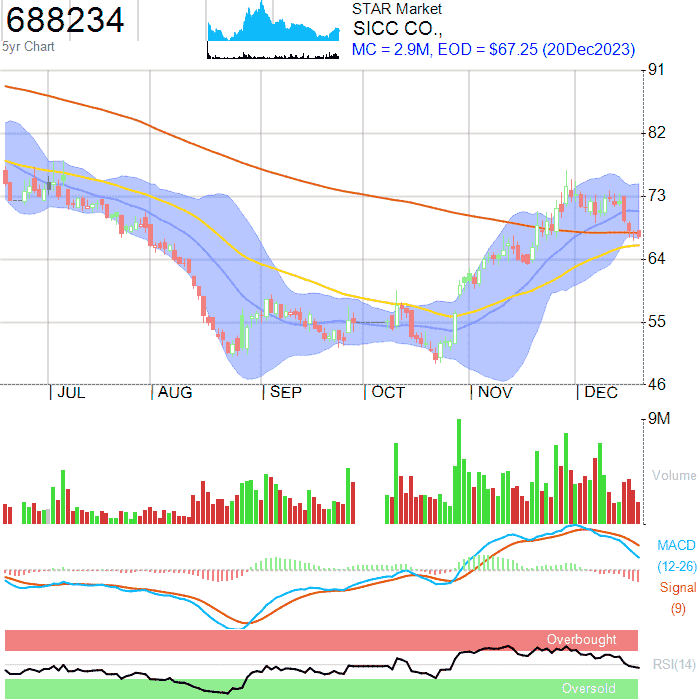 688234
5yr Chart
STAR Market
SICC CO.,
MC = 2.9M, EOD = $67.25 (20Dec2023)
91
82
73
64
55
46
JUL
AUG
SEP
OCT
NOV
DEC
9M
Volume
MACD
(12-26)
Signal
(9)
Overbought
RSI(14)
Oversold